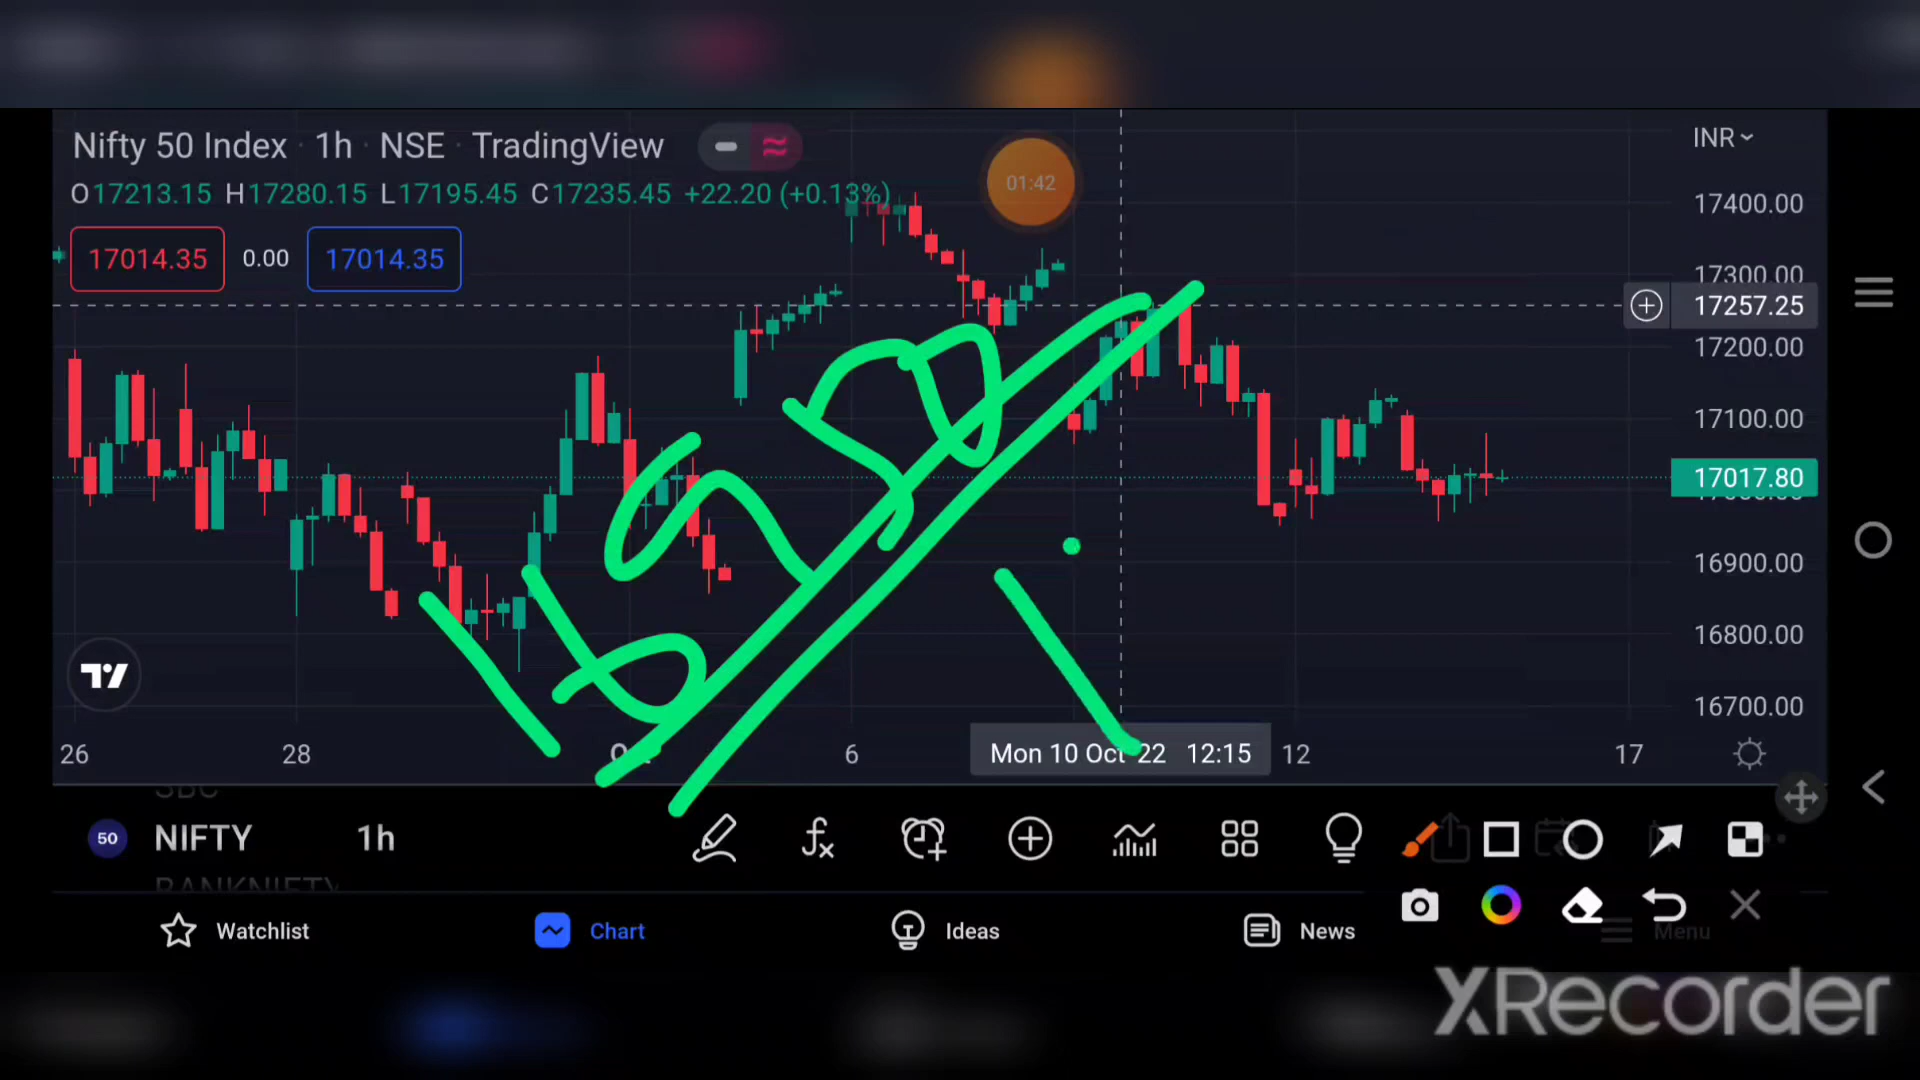 Nifty 50 Index · 1h · NSE · TradingView
INR
01:42
O17213.15 H17280.15 L17195.45 C17235.45 +22.20 (+0.13%)
17400.00
17014.35 0.00 17014.35
17300.00
17257.25
17200.00
17100.00
17017.80
16900.00
16800.00
16700.00
26 28 6 Mon 10 Oct '22 12:15 12 17
50 NIFTY 1h
BANKNIFTY
Watchlist Chart Ideas News Menu
XRecorder